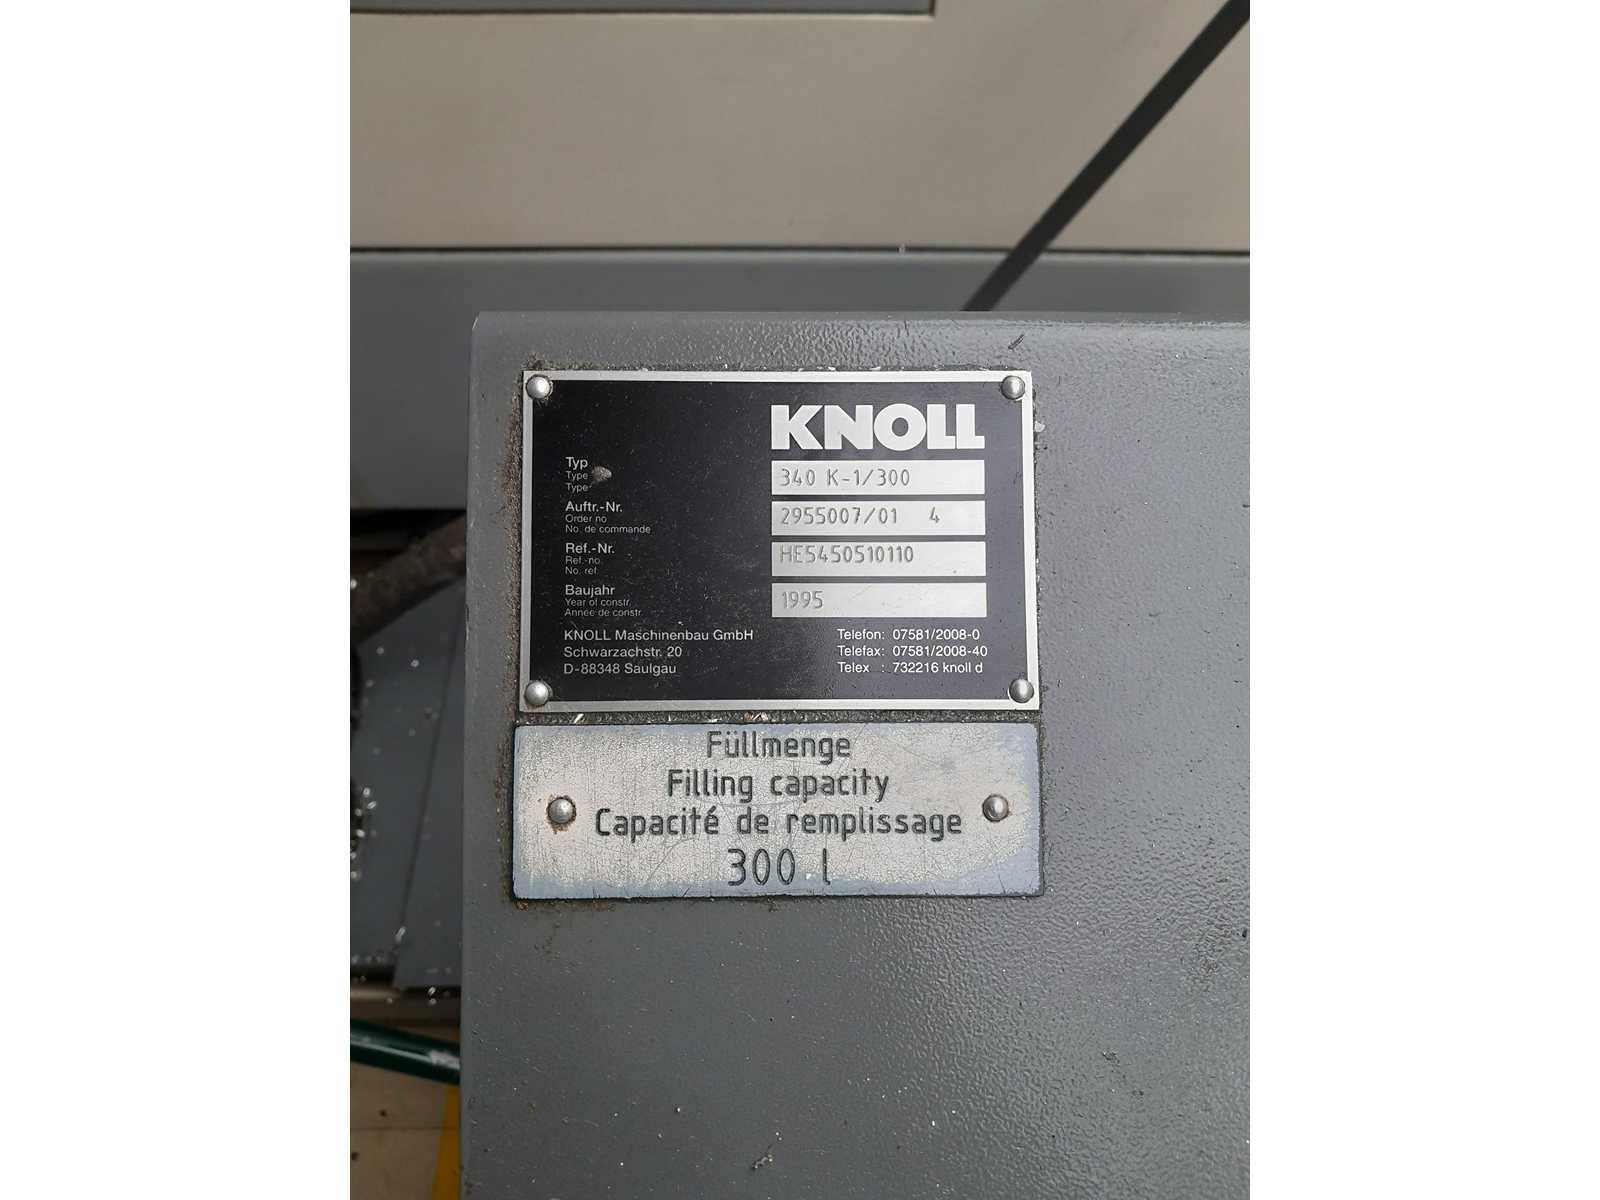 KNOLL
Typ
Type
Type
340 K-1/300
Auftr.-Nr.
Order no
No. de commande
2955007/01 4
Ref.-Nr.
Ref.-no.
No. ref.
HE5450510110
Baujahr
Year of constr.
Année de constr.
1995
KNOLL Maschinenbau GmbH
Schwarzachstr. 20
D-88348 Saulgau
Telefon: 07581/2008-0
Telefax: 07581/2008-40
Telex : 732216 knoll d
Füllmenge
Filling capacity
Capacité de remplissage
300 l